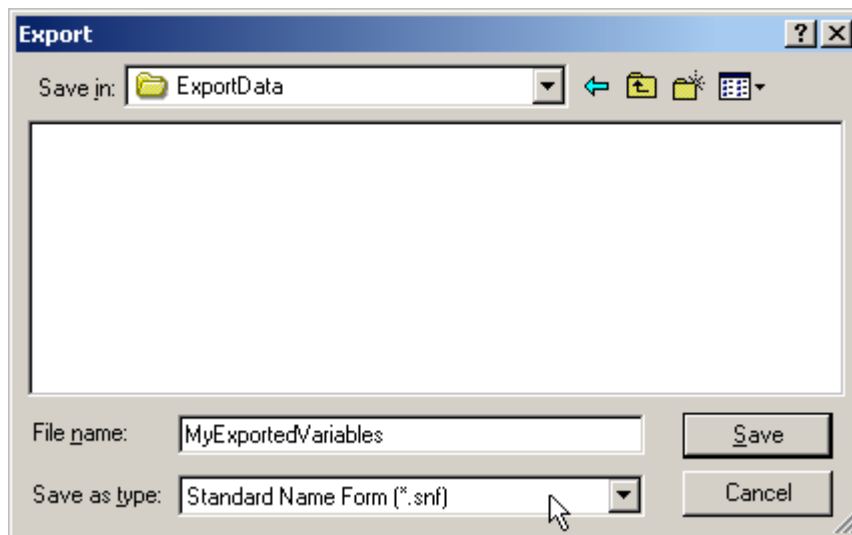 Export
Save in: ExportData
File name: MyExportedVariables Save
Save as type: Standard Name Form (*.snf) Cancel